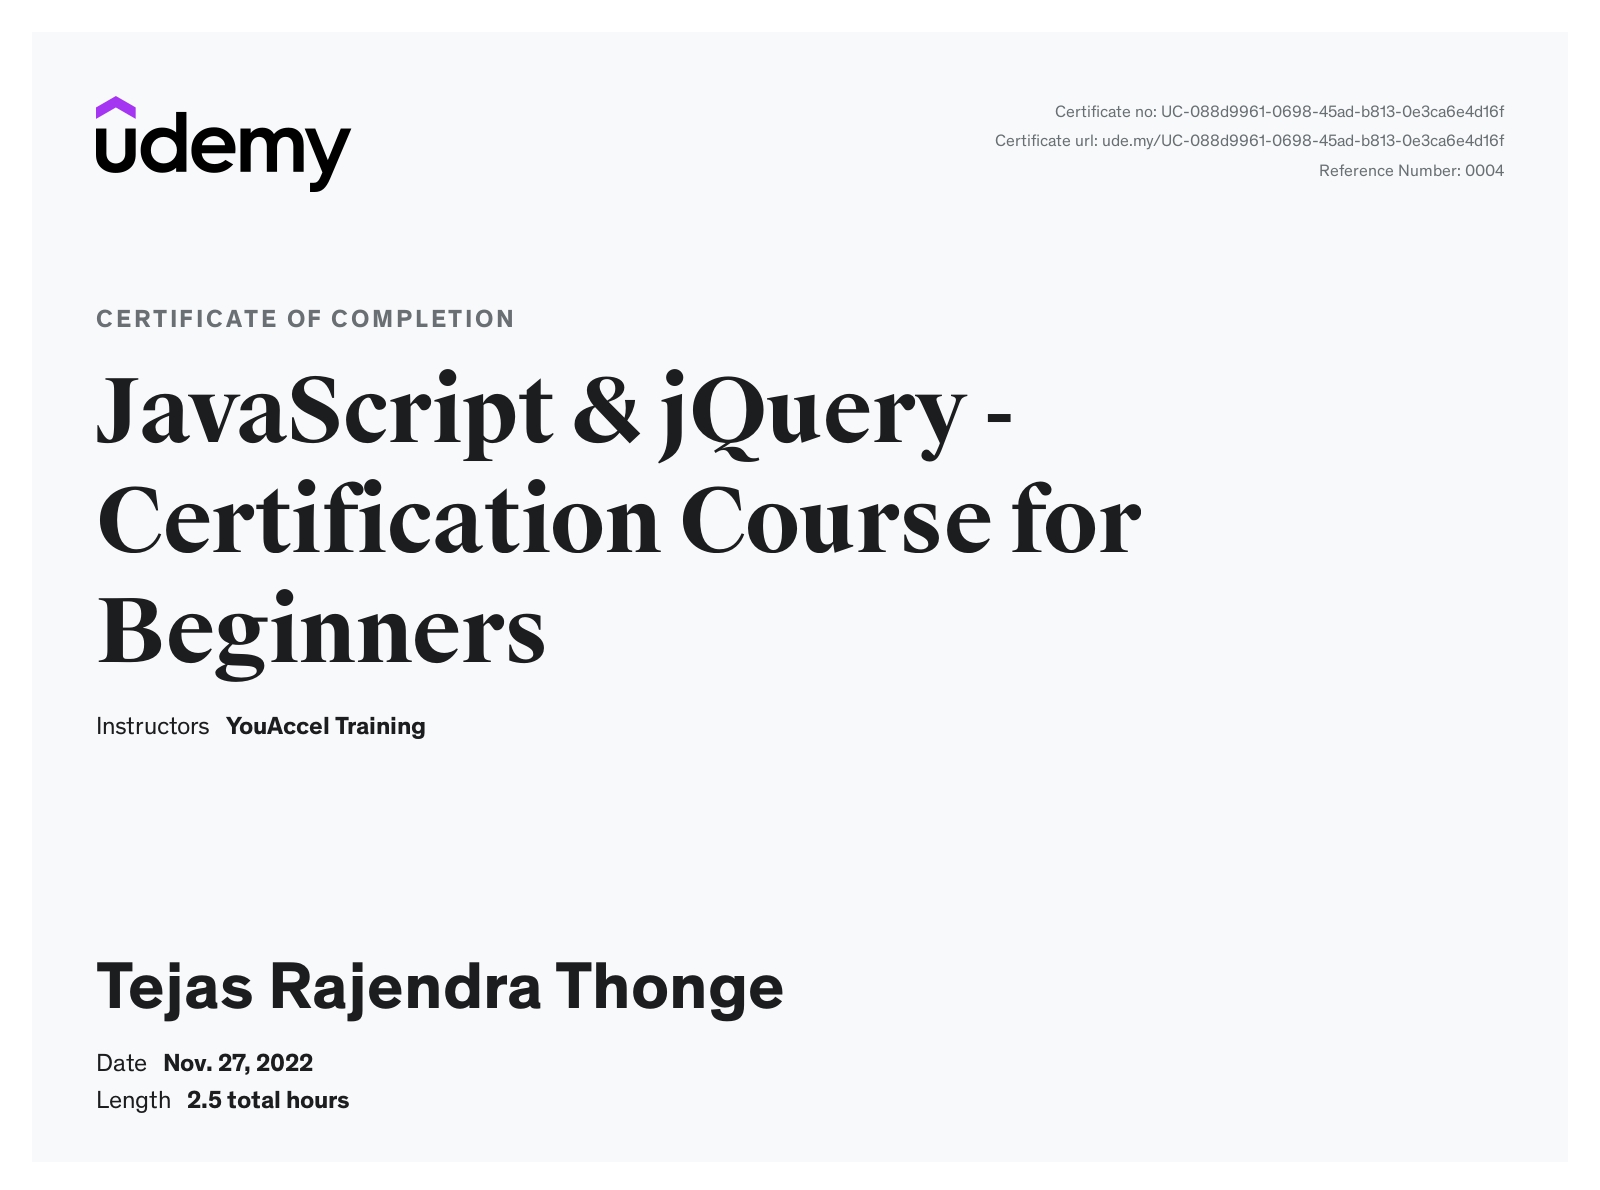 udemy
Certificate no: UC-088d9961-0698-45ad-b813-0e3ca6e4d16f
Certificate url: ude.my/UC-088d9961-0698-45ad-b813-0e3ca6e4d16f
Reference Number: 0004
CERTIFICATE OF COMPLETION
JavaScript & jQuery -
Certification Course for
Beginners
Instructors YouAccel Training
Tejas Rajendra Thonge
Date Nov. 27, 2022
Length 2.5 total hours